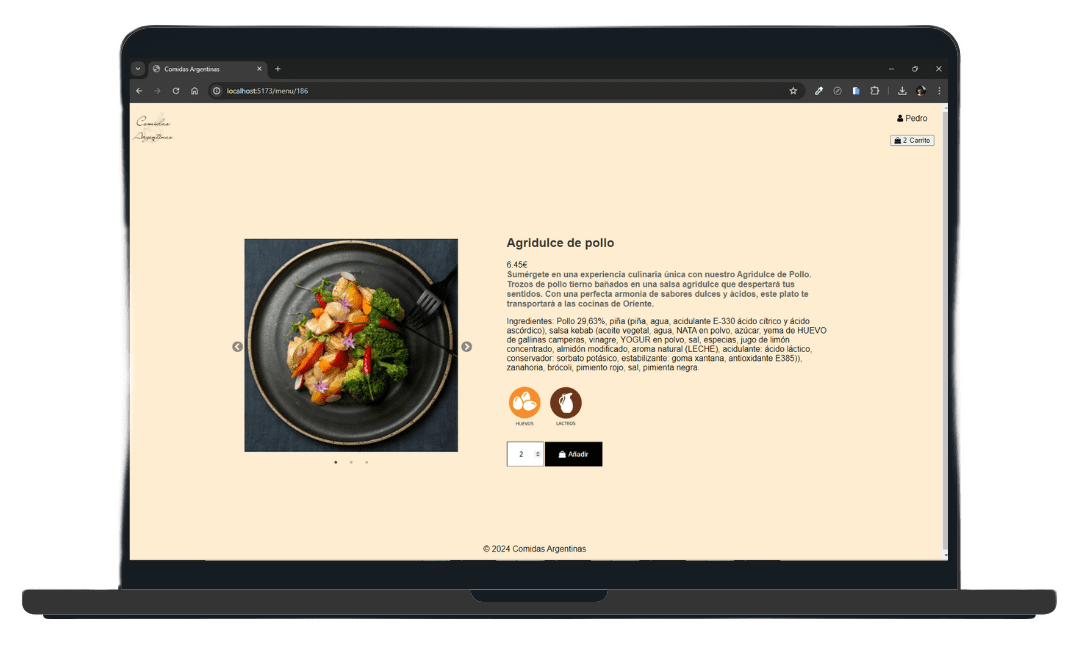 Comidas Argentinas
localhost:5173/menu/186
Comidas
Argentinas
Pedro
2 Carrito
Agridulce de pollo
6.45€
Sumérgete en una experiencia culinaria única con nuestro Agridulce de Pollo.
Trozos de pollo tierno bañados en una salsa agridulce que despertará tus
sentidos. Con una perfecta armonía de sabores dulces y ácidos, este plato te
transportará a las cocinas de Oriente.
Ingredientes: Pollo 29,63%, piña (piña, agua, acidulante E-330 ácido cítrico y ácido
ascórdico), salsa kebab (aceite vegetal, agua, NATA en polvo, azúcar, yema de HUEVO
de gallinas camperas, vinagre, YOGUR en polvo, sal, especias, jugo de limón
concentrado, almidón modificado, aroma natural (LECHE), acidulante: ácido láctico,
conservador: sorbato potásico, estabilizante: goma xantana, antioxidante E385)),
zanahoria, brócoli, pimiento rojo, sal, pimienta negra.
HUEVOS LÁCTEOS
2 Añadir
© 2024 Comidas Argentinas